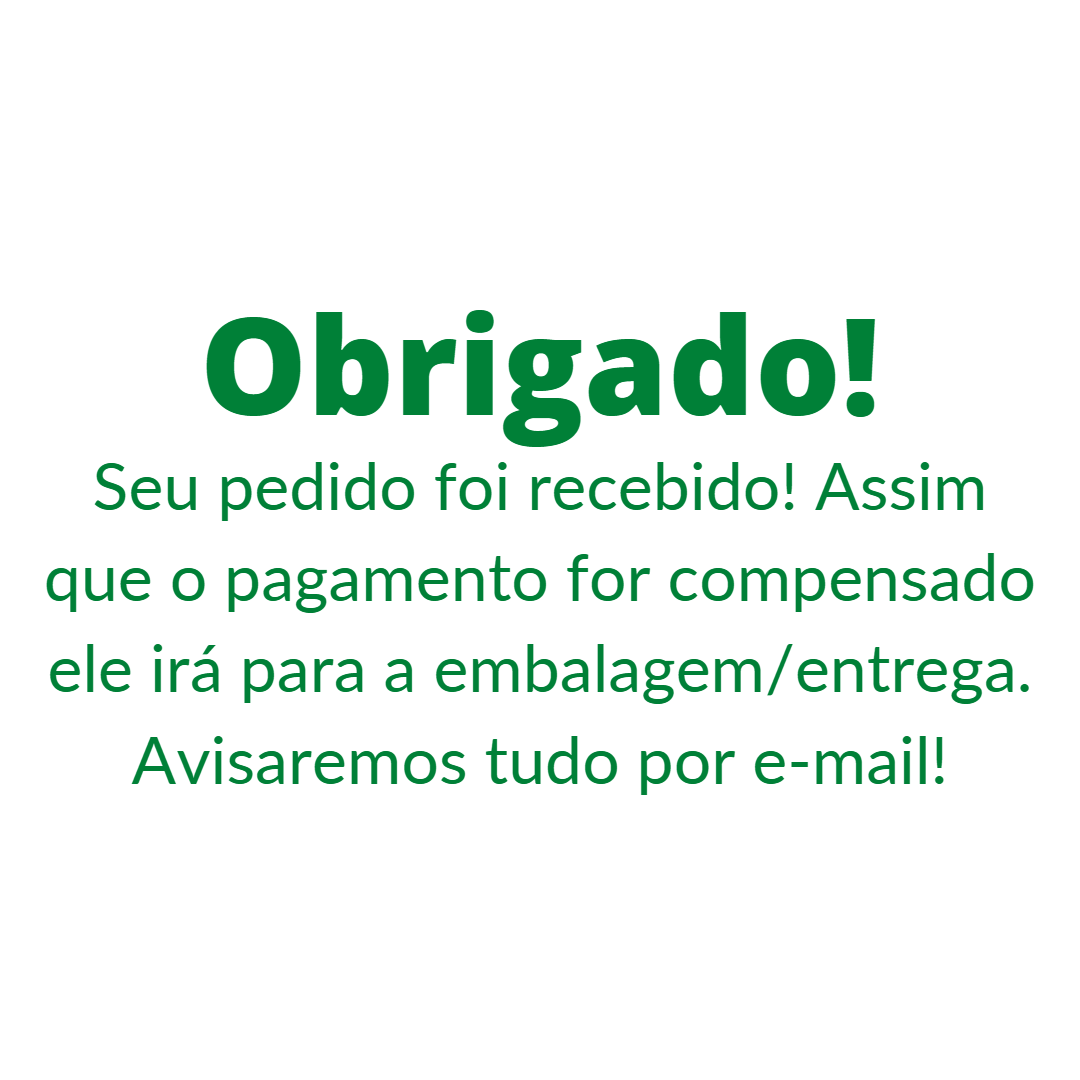 Obrigado!
Seu pedido foi recebido! Assim
que o pagamento for compensado
ele irá para a embalagem/entrega.
Avisaremos tudo por e-mail!